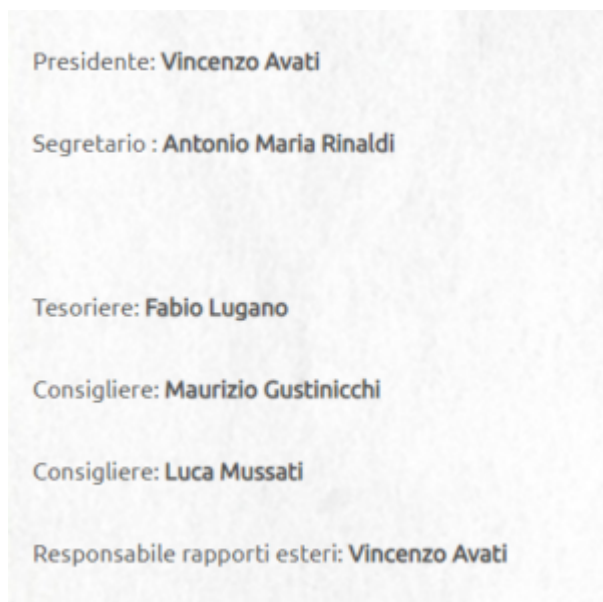 Presidente: Vincenzo Avati
Segretario : Antonio Maria Rinaldi
Tesoriere: Fabio Lugano
Consigliere: Maurizio Gustinicchi
Consigliere: Luca Mussati
Responsabile rapporti esteri: Vincenzo Avati